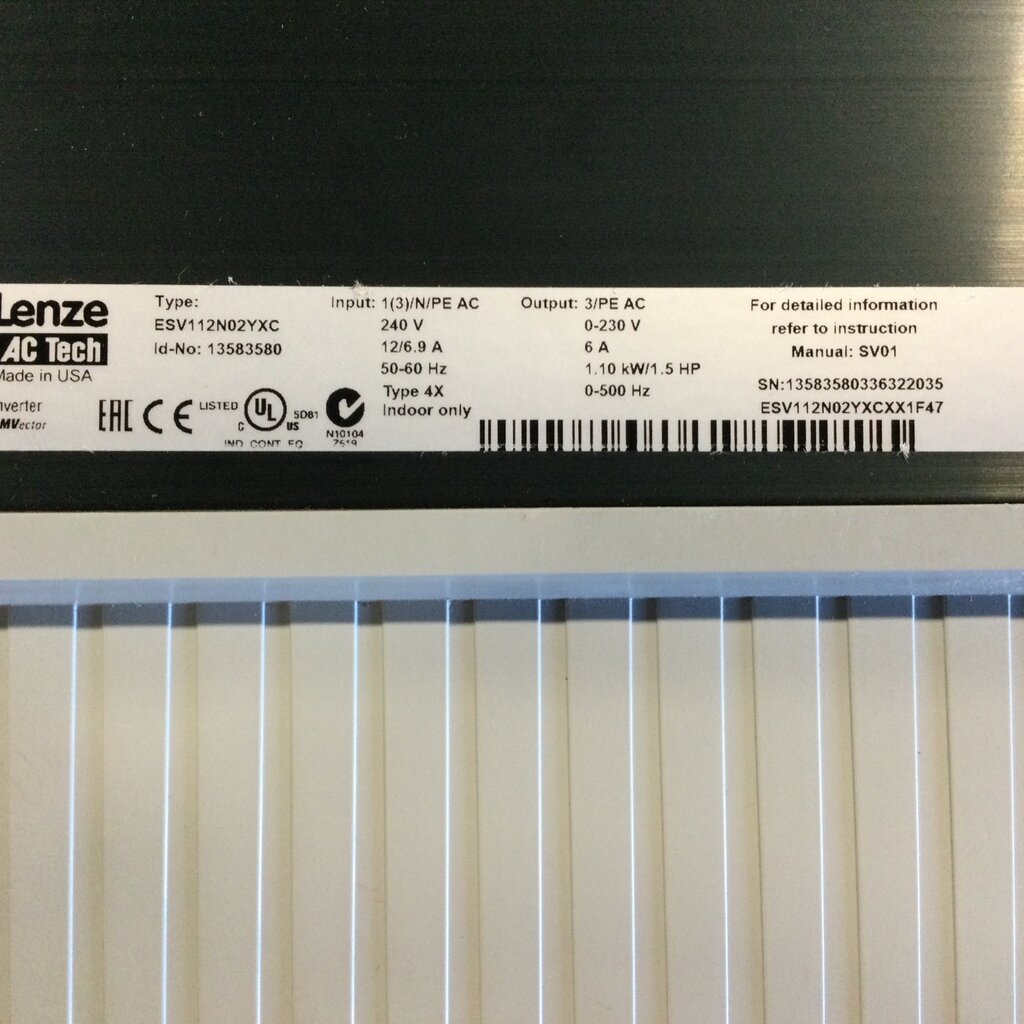 Lenze
AC Tech
Made in USA
nverter
MVector
Type:
ESV112N02YXC
Id-No: 13583580
EAC CE LISTED C UL US 5D81
IND CONT EQ
N10104
Input: 1(3)/N/PE AC
240 V
12/6.9 A
50-60 Hz
Type 4X
Indoor only
Output: 3/PE AC
0-230 V
6 A
1.10 kW/1.5 HP
0-500 Hz
For detailed information
refer to instruction
Manual: SV01
SN:13583580336322035
ESV112N02YXCXX1F47